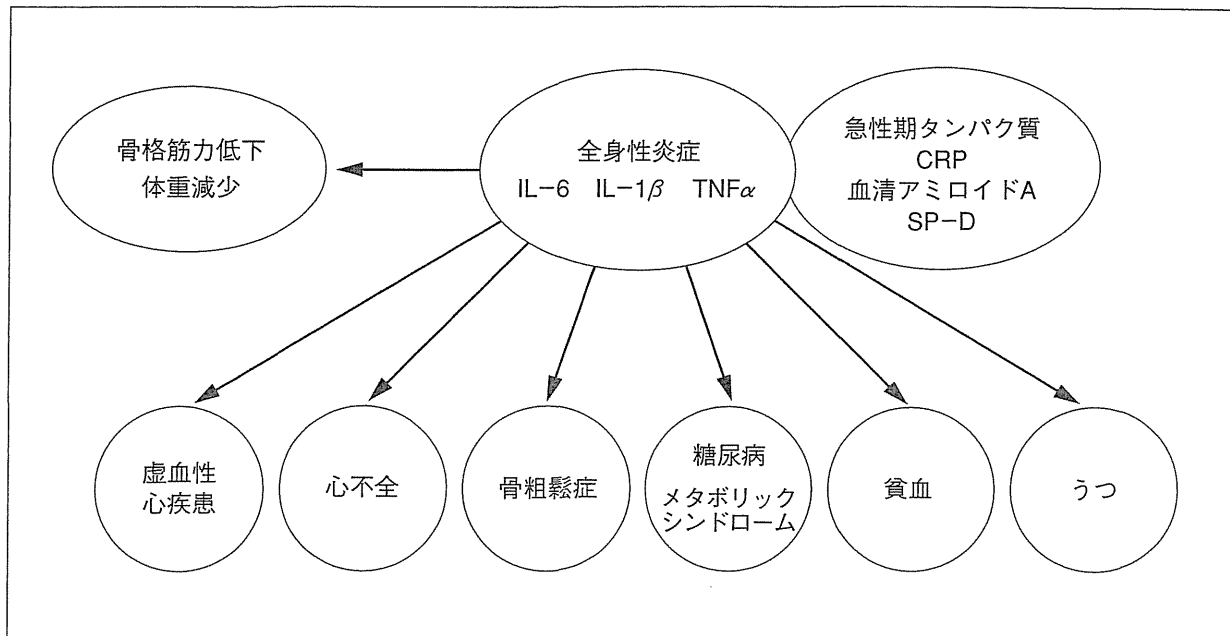 骨格筋力低下
体重減少
全身性炎症
IL-6 IL-1β TNFα
急性期タンパク質
CRP
血清アミロイドA
SP-D
虚血性
心疾患
心不全
骨粗鬆症
糖尿病
メタボリック
シンドローム
貧血
うつ